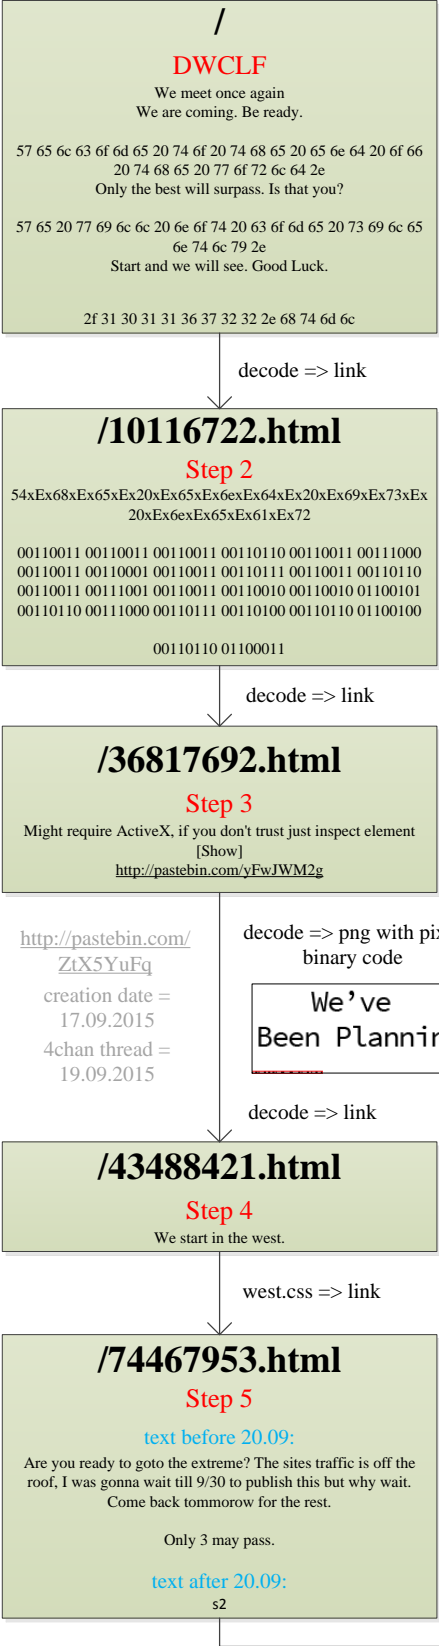 /
DWCLF
We meet once again
We are coming. Be ready.
57 65 6c 63 6f 6d 65 20 74 6f 20 74 68 65 20 65 6e 64 20 6f 66
20 74 68 65 20 77 6f 72 6c 64 2e
Only the best will surpass. Is that you?
57 65 20 77 69 6c 6c 20 6e 6f 74 20 63 6f 6d 65 20 73 69 6c 65
6e 74 6c 79 2e
Start and we will see. Good Luck.
2f 31 30 31 31 36 37 32 32 2e 68 74 6d 6c
decode => link
/10116722.html
Step 2
54xEx68xEx65xEx20xEx65xEx6exEx64xEx20xEx69xEx73xEx
20xEx6exEx65xEx61xEx72
00110011 00110011 00110011 00110110 00110011 00111000
00110011 00110001 00110011 00110111 00110011 00110110
00110011 00111001 00110011 00110010 00110010 01100101
00110110 00111000 00110111 00110100 00110110 01100100
00110110 01100011
decode => link
/36817692.html
Step 3
Might require ActiveX, if you don't trust just inspect element
[Show]
http://pastebin.com/yFwJWM2g
http://pastebin.com/
ZtX5YuFq
creation date =
17.09.2015
4chan thread =
19.09.2015
decode => png with pix
binary code
We've
Been Plannin
decode => link
/43488421.html
Step 4
We start in the west.
west.css => link
/74467953.html
Step 5
text before 20.09:
Are you ready to goto the extreme? The sites traffic is off the
roof, I was gonna wait till 9/30 to publish this but why wait.
Come back tommorow for the rest.
Only 3 may pass.
text after 20.09:
s2